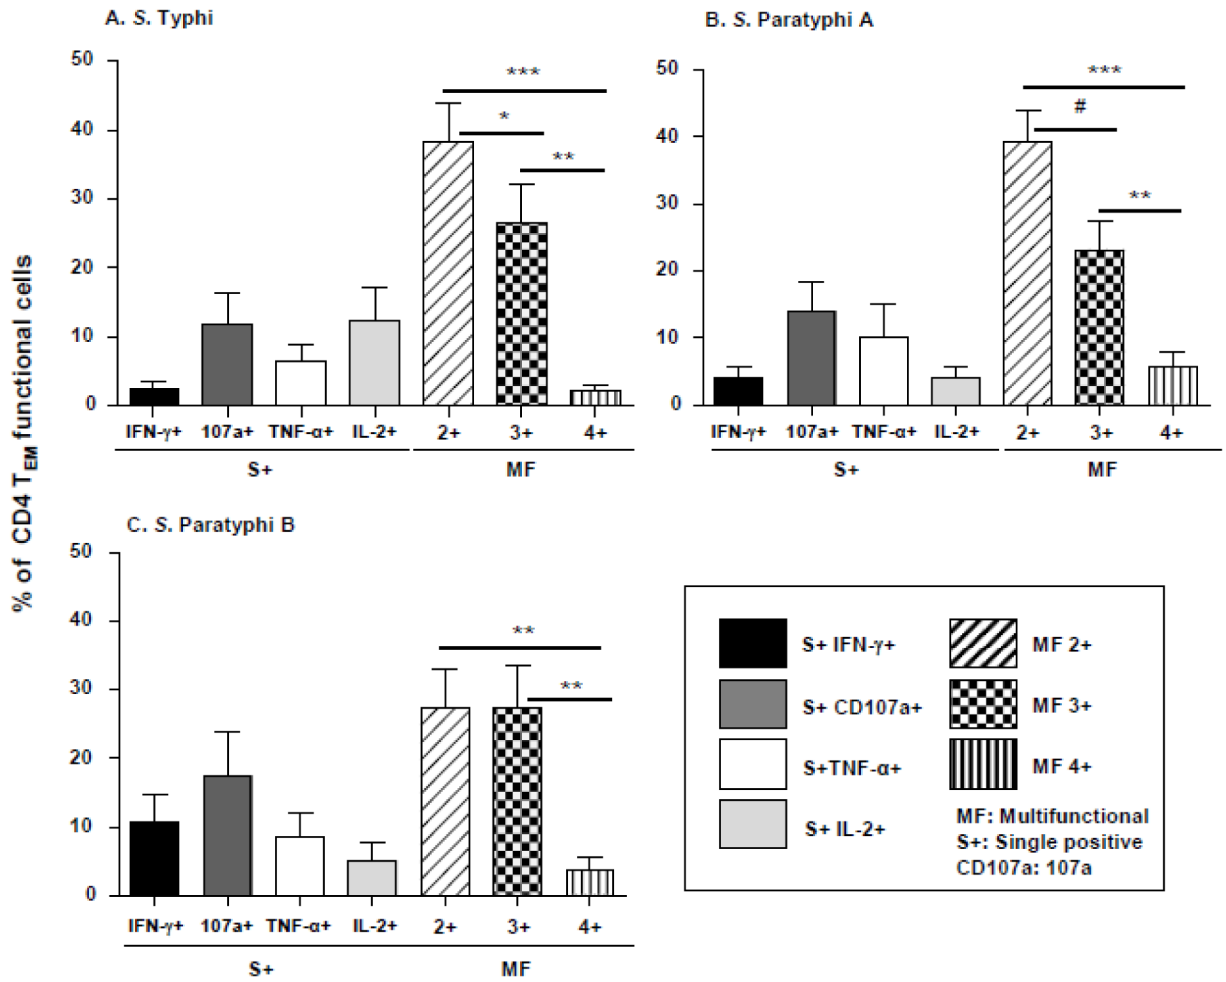 A. S. Typhi
50
40
30
20
10
0
***
*
**
IFN-γ+ 107a+ TNF-α+ IL-2+ 2+ 3+ 4+
S+ MF
B. S. Paratyphi A
50
40
30
20
10
0
***
#
**
IFN-γ+ 107a+ TNF-α+ IL-2+ 2+ 3+ 4+
S+ MF
% of CD4 TEM functional cells
C. S. Paratyphi B
50
40
30
20
10
0
**
**
IFN-γ+ 107a+ TNF-α+ IL-2+ 2+ 3+ 4+
S+ MF
S+ IFN-γ+
S+ CD107a+
S+TNF-α+
S+ IL-2+
MF 2+
MF 3+
MF 4+
MF: Multifunctional
S+: Single positive
CD107a: 107a